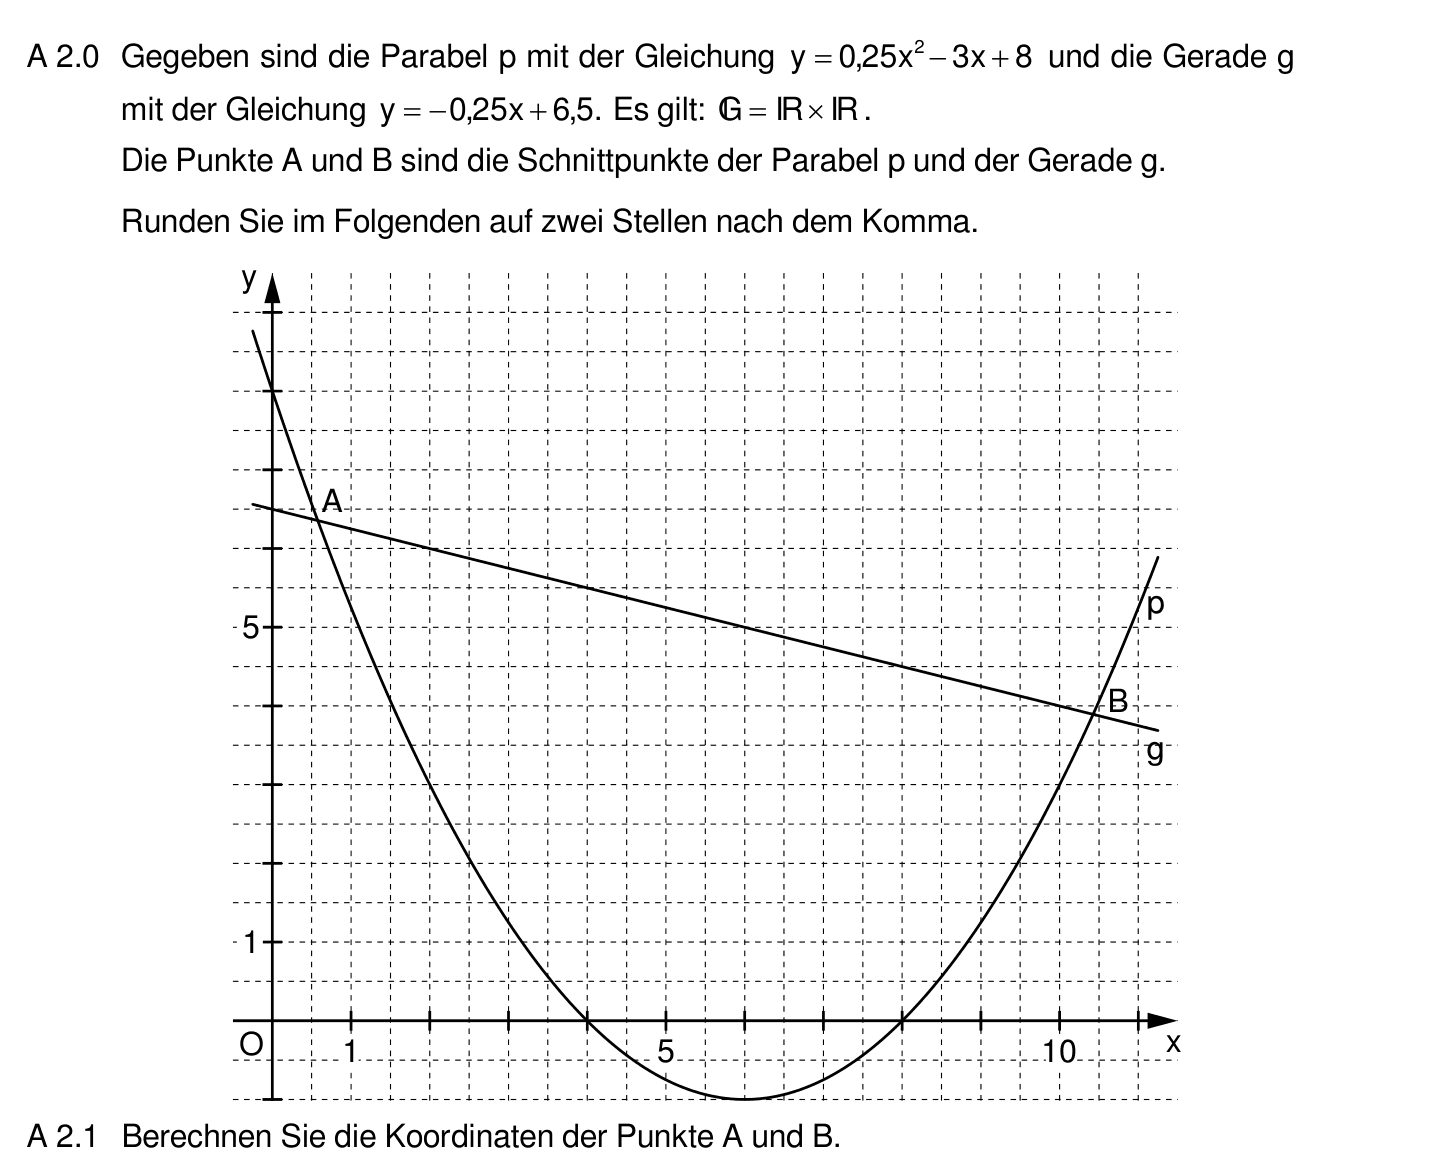 A 2.0 Gegeben sind die Parabel p mit der Gleichung y = 0,25x² − 3x + 8 und die Gerade g
mit der Gleichung y = −0,25x + 6,5. Es gilt: 𝔾 = ℝ × ℝ.
Die Punkte A und B sind die Schnittpunkte der Parabel p und der Gerade g.
Runden Sie im Folgenden auf zwei Stellen nach dem Komma.
y
A
5
p
B
g
1
O 1 5 10 x
A 2.1 Berechnen Sie die Koordinaten der Punkte A und B.